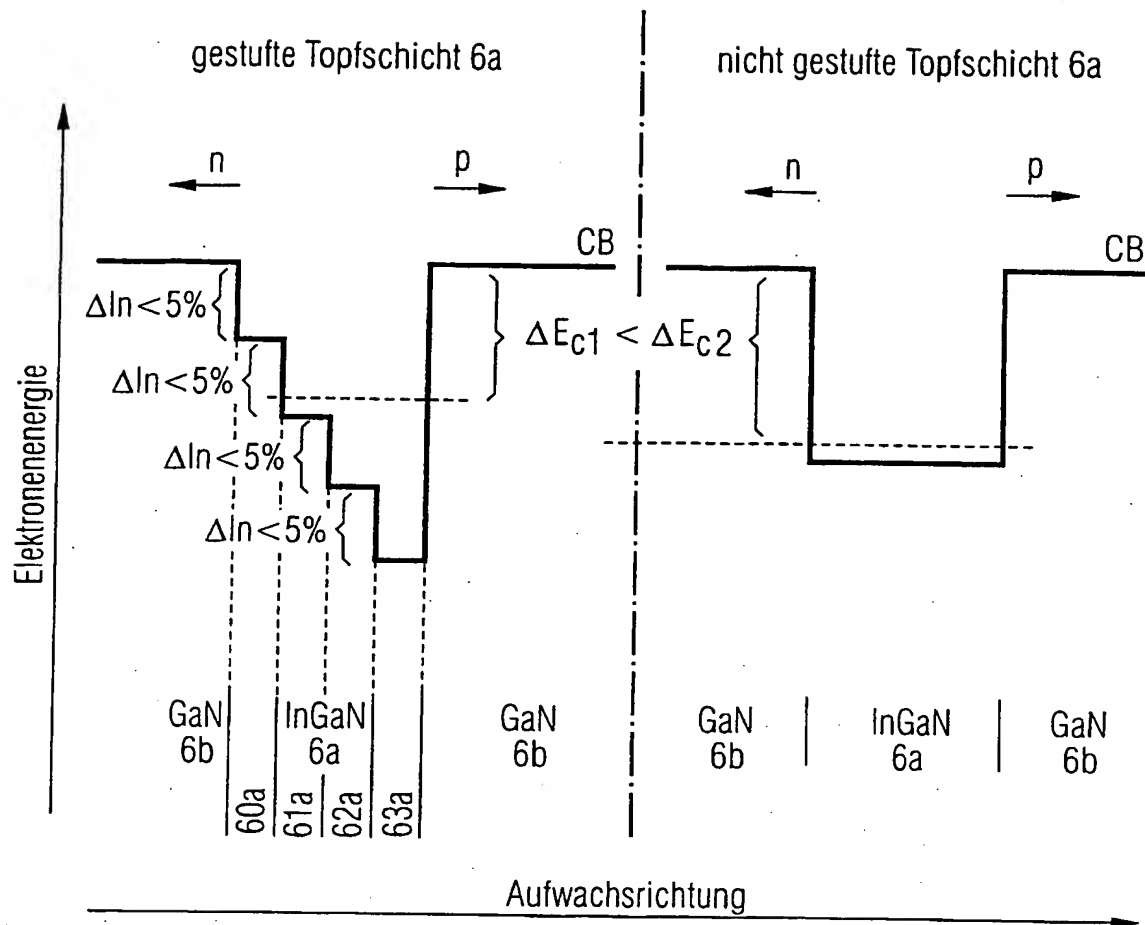 gestufte Topfschicht 6a
nicht gestufte Topfschicht 6a
n
p
n
p
CB
CB
ΔIn<5%
ΔIn<5%
ΔIn<5%
ΔIn<5%
ΔEc1 < ΔEc2
Elektronenenergie
GaN
6b
InGaN
6a
GaN
6b
GaN
6b
InGaN
6a
GaN
6b
60a
61a
62a
63a
Aufwachsrichtung